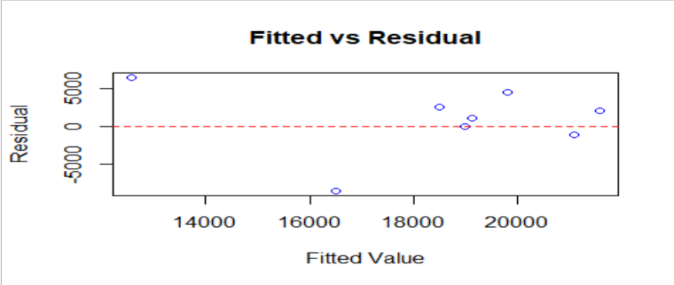 Fitted vs Residual
Residual
5000
0
-5000
14000 16000 18000 20000
Fitted Value